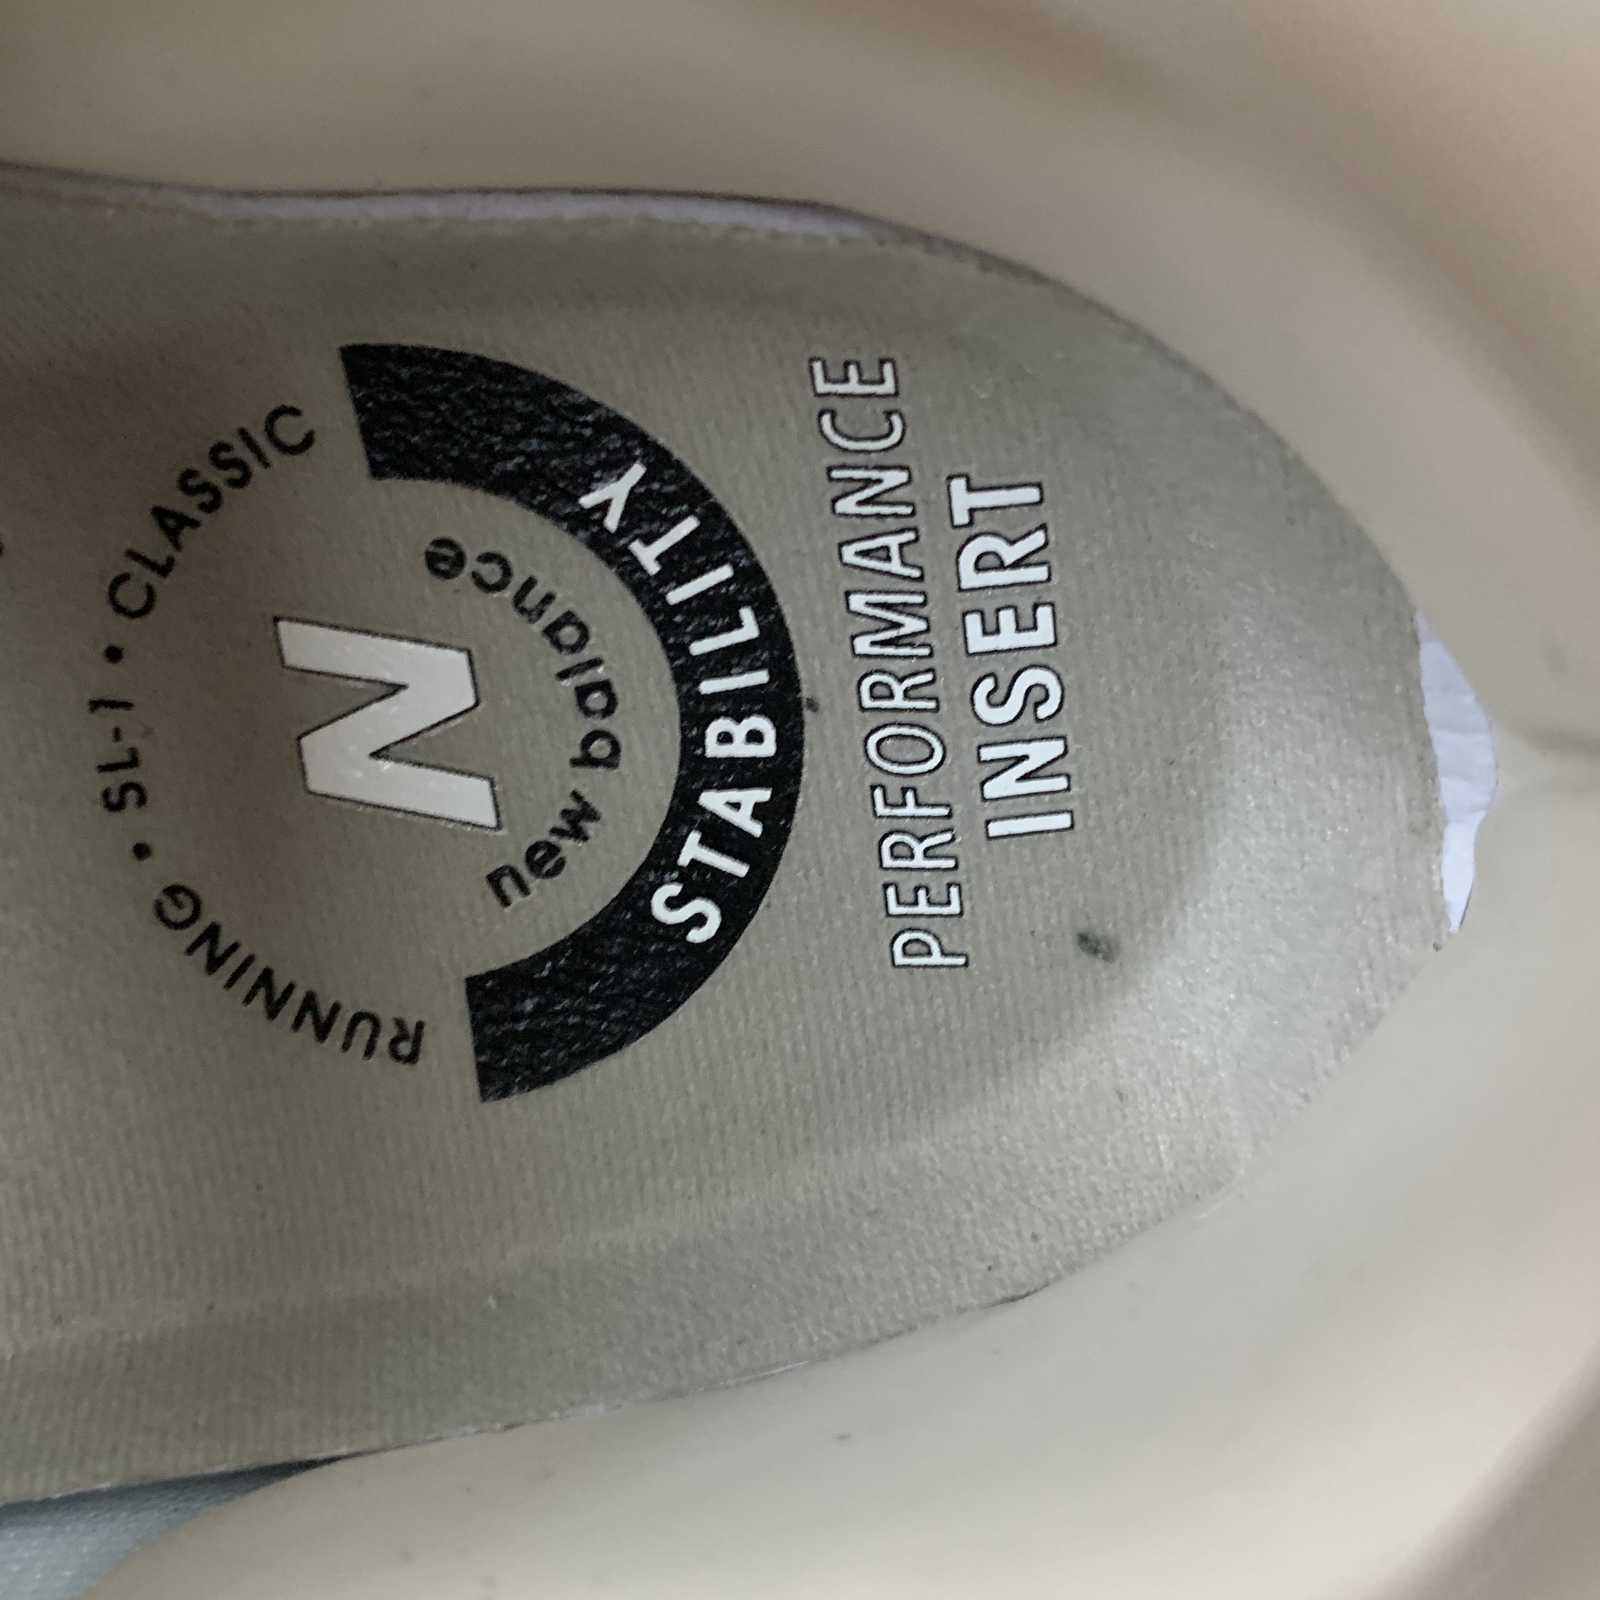 RUNNING • SL-1 • CLASSIC
N
new balance
STABILITY
PERFORMANCE
INSERT